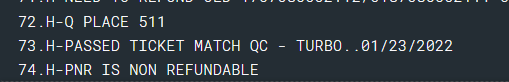 72.H-Q PLACE 511
73.H-PASSED TICKET MATCH QC - TURBO..01/23/2022
74.H-PNR IS NON REFUNDABLE